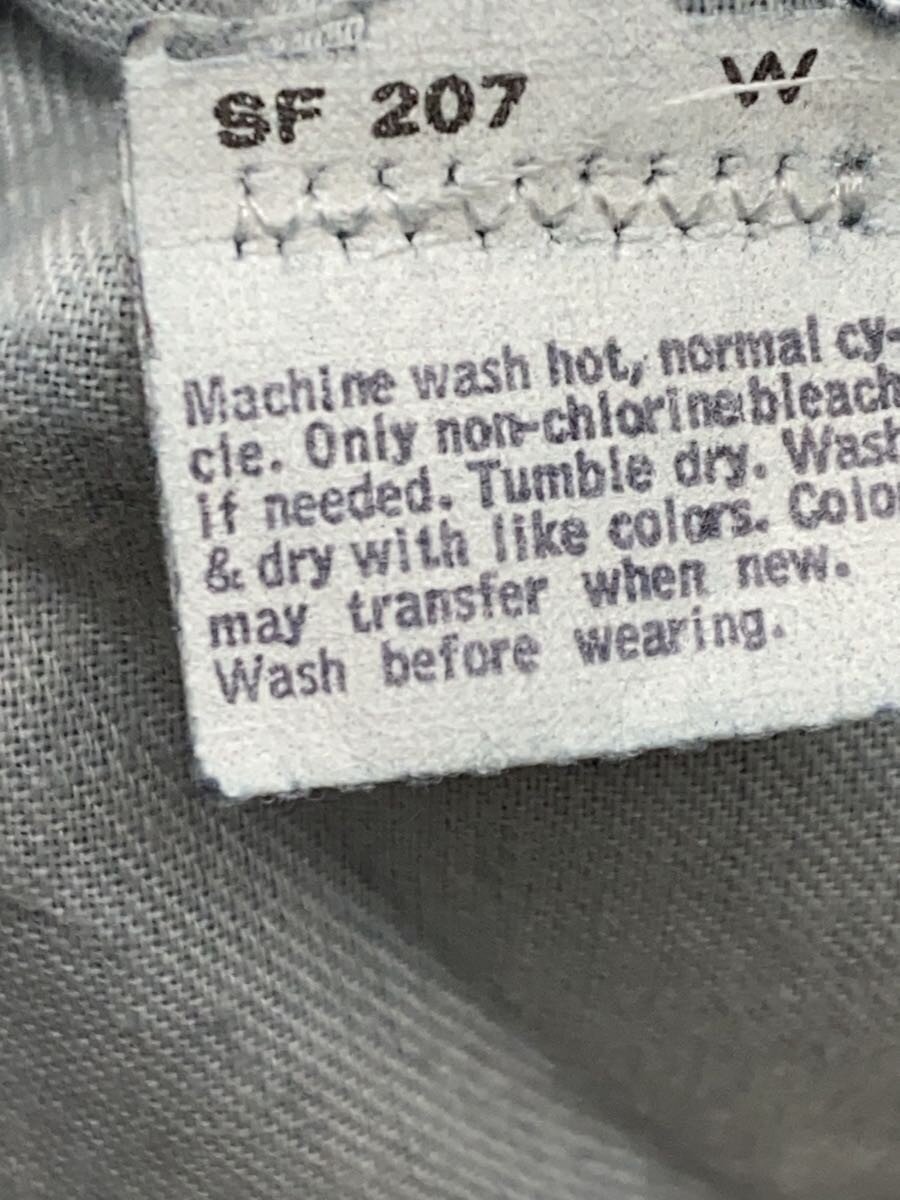 SF 207 W
Machine wash hot, normal cy-
cle. Only non-chlorine bleach
if needed. Tumble dry. Wash
& dry with like colors. Color
may transfer when new.
Wash before wearing.